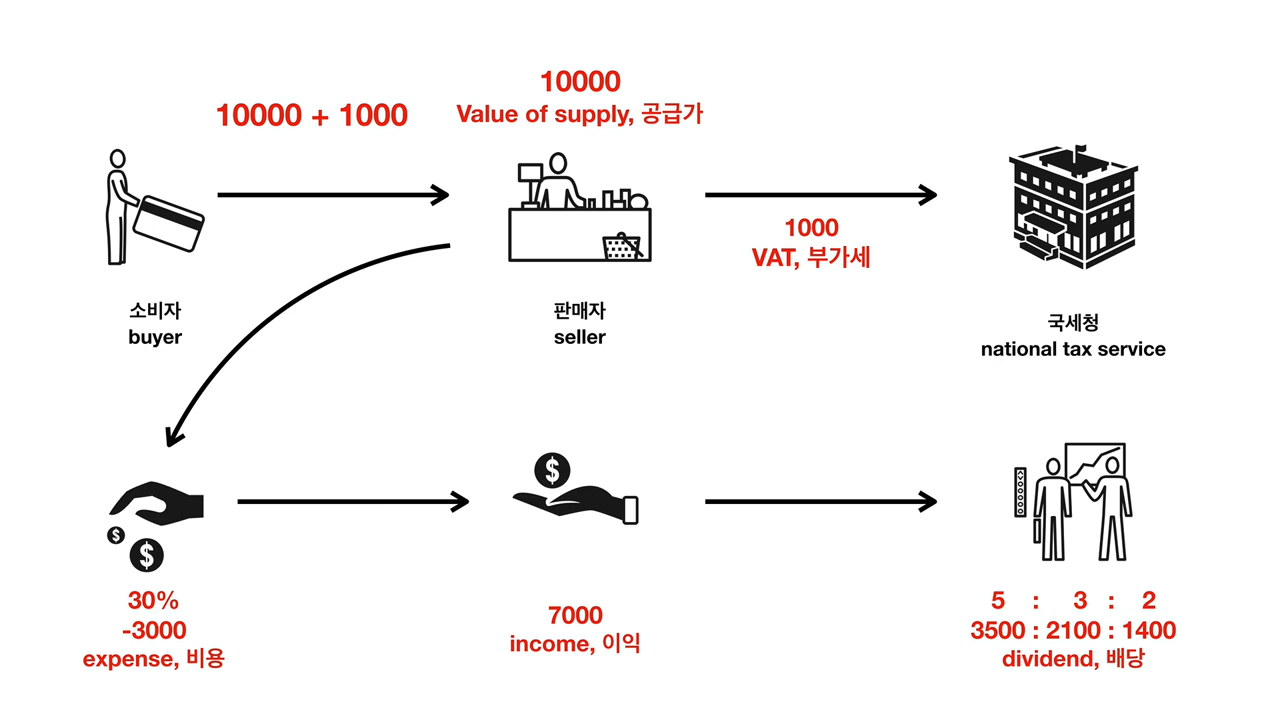 10000 + 1000
10000
Value of supply, 공급가
1000
VAT, 부가세
소비자
buyer
판매자
seller
국세청
national tax service
$
$
30%
-3000
expense, 비용
$
7000
income, 이익
5 : 3 : 2
3500 : 2100 : 1400
dividend, 배당